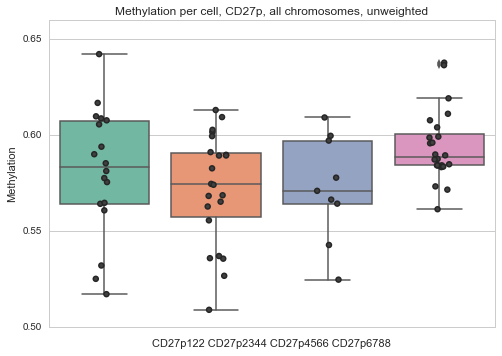 Methylation per cell, CD27p, all chromosomes, unweighted
0.65
0.60
0.55
0.50
Methylation
CD27p122 CD27p2344 CD27p4566 CD27p6788